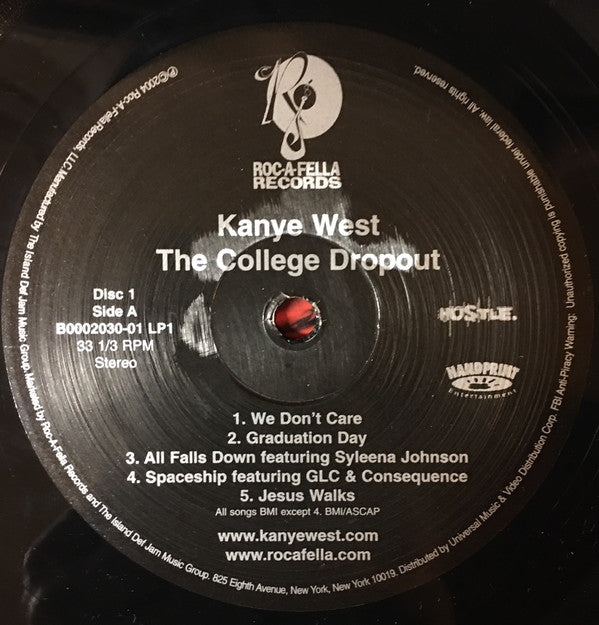 ROC-A-FELLA
RECORDS
Kanye West
The College Dropout
Disc 1
Side A
B0002030-01 LP1
33 1/3 RPM
Stereo
HO$TLE.
HANDPRINT
Entertainment
1. We Don't Care
2. Graduation Day
3. All Falls Down featuring Syleena Johnson
4. Spaceship featuring GLC & Consequence
5. Jesus Walks
All songs BMI except 4. BMI/ASCAP
www.kanyewest.com
www.rocafella.com
℗©2004 Roc-A-Fella Records, LLC Manufactured by The Island Def Jam Music Group. Marketed by Roc-A-Fella Records and The Island Def Jam Music Group. 825 Eighth Avenue, New York, New York 10019. Distributed by Universal Music & Video Distribution Corp. FBI Anti-Piracy Warning: Unauthorized copying is punishable under federal law. All rights reserved.